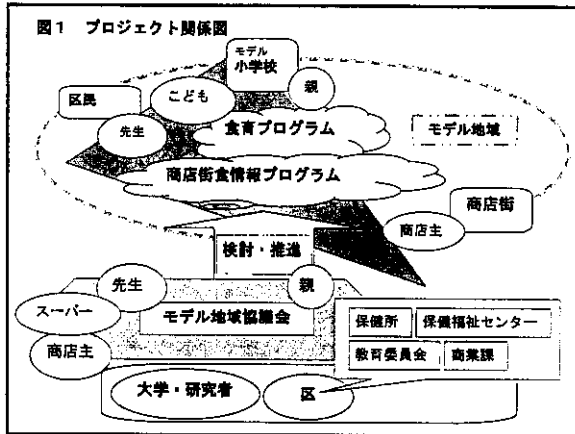 図1 プロジェクト関係図
モデル
小学校
こども
親
区民
先生
食育プログラム
モデル地域
商店街食情報プログラム
商店街
商店主
検討・推進
先生
親
スーパー
モデル地域協議会
商店主
保健所
保健福祉センター
教育委員会
商業課
大学・研究者
区